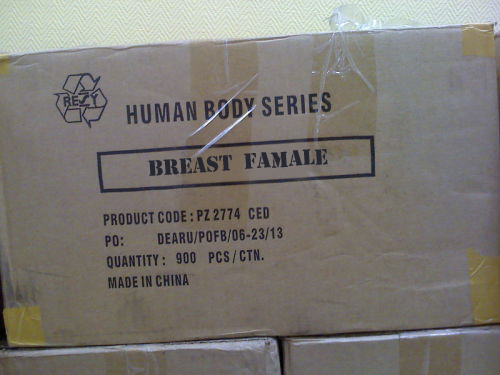 RESY
HUMAN BODY SERIES
BREAST FAMALE
PRODUCT CODE: PZ 2774 CED
PO: DEARU/POFB/06-23/13
QUANTITY: 900 PCS/CTN.
MADE IN CHINA